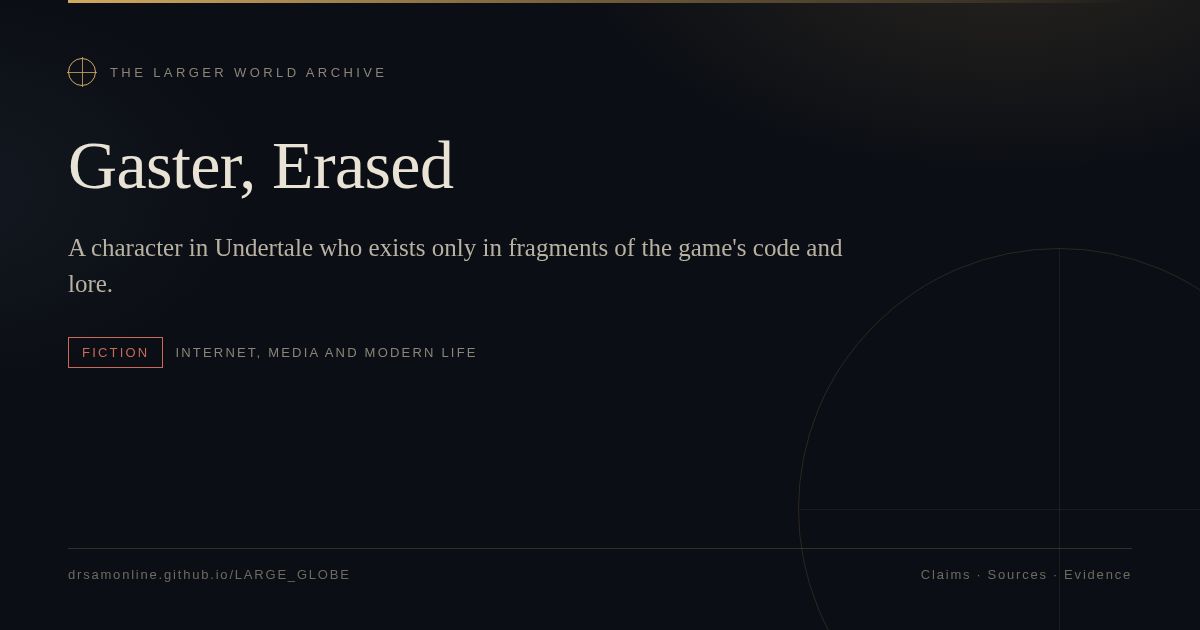 THE LARGER WORLD ARCHIVE
Gaster, Erased
A character in Undertale who exists only in fragments of the game's code and
lore.
FICTION INTERNET, MEDIA AND MODERN LIFE
drsamonline.github.io/LARGE_GLOBE Claims · Sources · Evidence